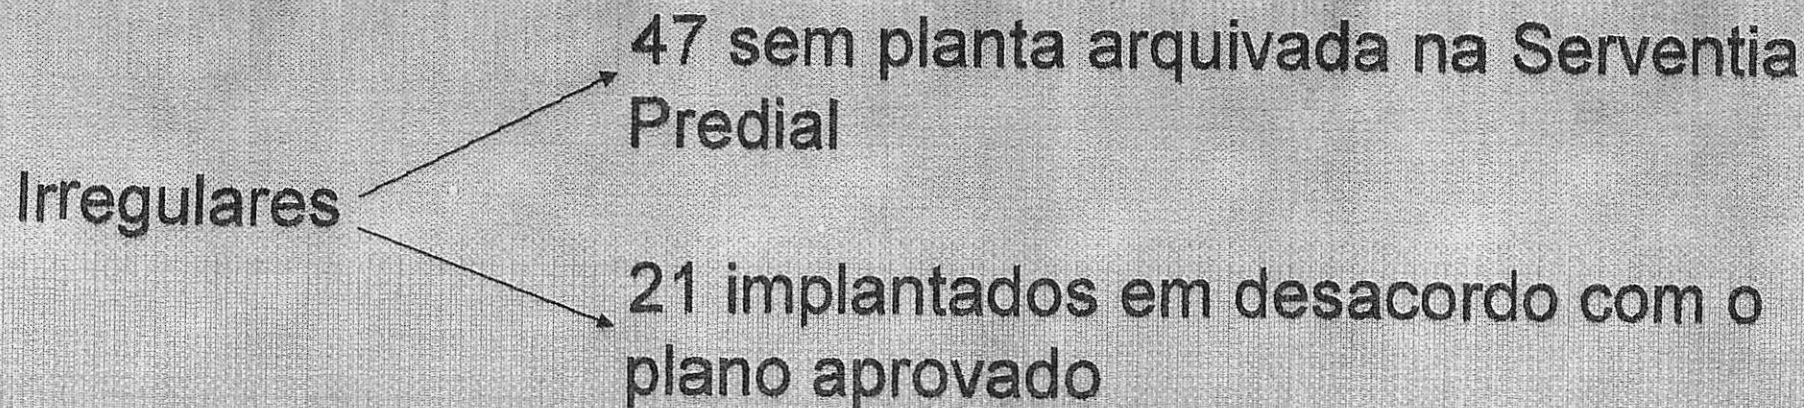 47 sem planta arquivada na Serventia
Predial
Irregulares
21 implantados em desacordo com o
plano aprovado